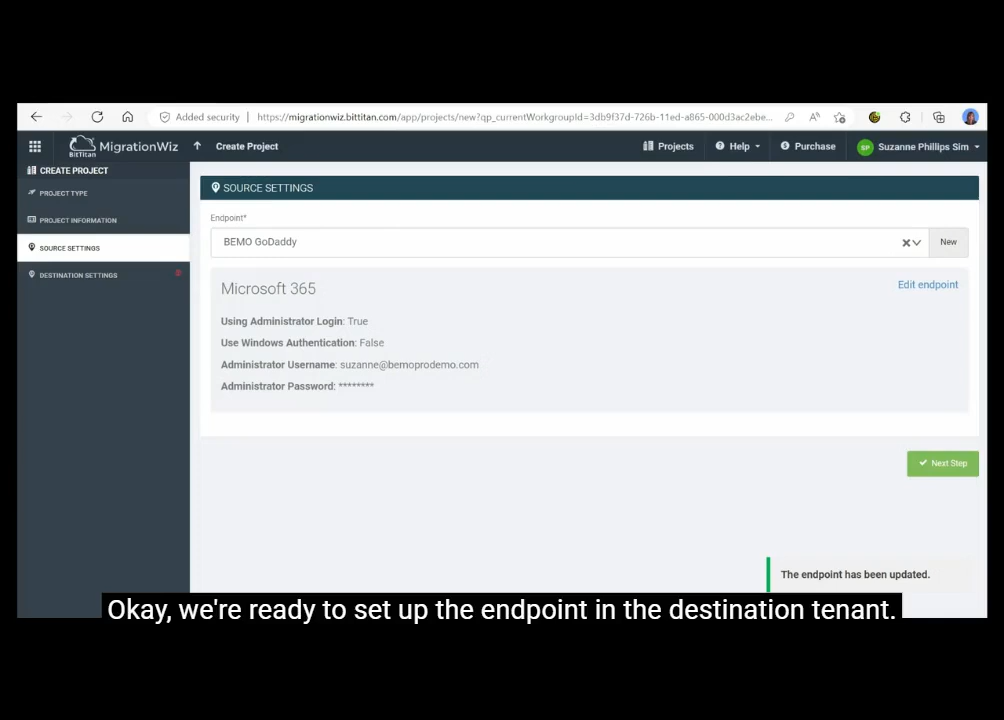 Added security
https://migrationwiz.bittitan.com/app/projects/new?qp_currentWorkgroupId=3db9f37d-726b-11ed-a865-000d3ac2ebe...
BitTitan MigrationWiz
Create Project
Projects
Help
Purchase
SP
Suzanne Phillips Sim
CREATE PROJECT
PROJECT TYPE
PROJECT INFORMATION
SOURCE SETTINGS
DESTINATION SETTINGS
SOURCE SETTINGS
Endpoint*
BEMO GoDaddy
New
Microsoft 365
Edit endpoint
Using Administrator Login: True
Use Windows Authentication: False
Administrator Username: suzanne@bemoprodemo.com
Administrator Password: ********
Next Step
The endpoint has been updated.
Okay, we're ready to set up the endpoint in the destination tenant.